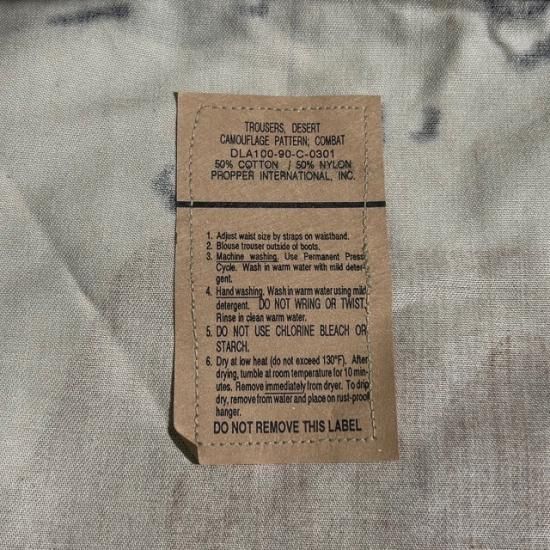 TROUSERS, DESERT
CAMOUFLAGE PATTERN; COMBAT
DLA100-90-C-0301
50% COTTON / 50% NYLON
PROPPER INTERNATIONAL, INC.
1. Adjust waist size by straps on waistband.
2. Blouse trouser outside of boots.
3. Machine washing. Use Permanent Press
Cycle. Wash in warm water with mild deter-
gent.
4. Hand washing. Wash in warm water using mild
detergent. DO NOT WRING OR TWIST.
Rinse in clean warm water.
5. DO NOT USE CHLORINE BLEACH OR
STARCH.
6. Dry at low heat (do not exceed 130°F). After
drying, tumble at room temperature for 10 min-
utes. Remove immediately from dryer. To drip
dry, remove from water and place on rust-proof
hanger.
DO NOT REMOVE THIS LABEL